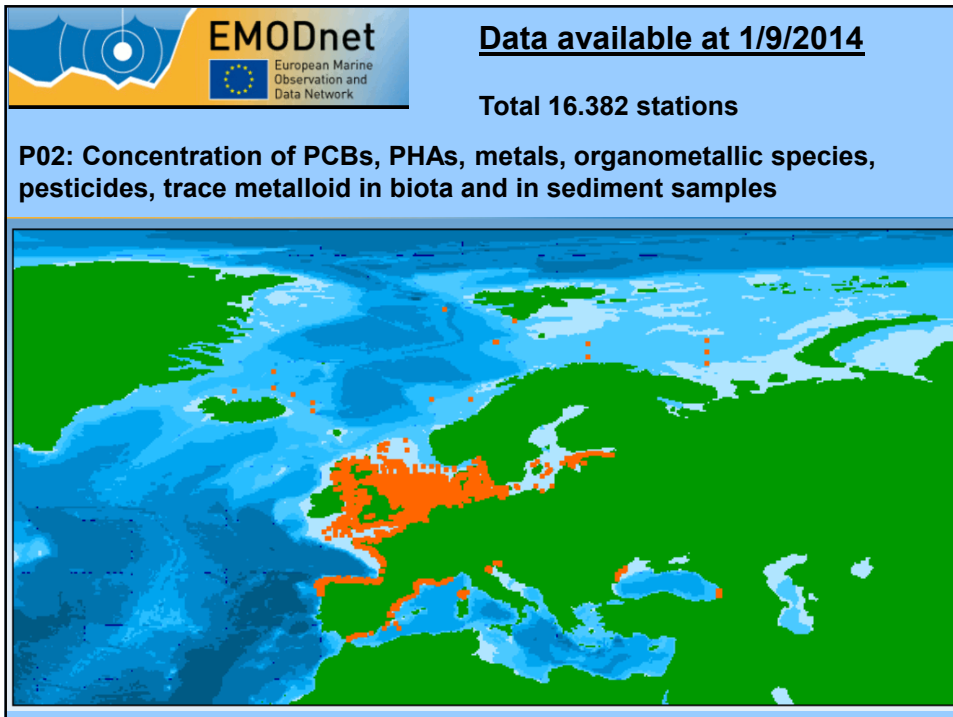 EMODnet
European Marine
Observation and
Data Network
Data available at 1/9/2014
Total 16.382 stations
P02: Concentration of PCBs, PHAs, metals, organometallic species,
pesticides, trace metalloid in biota and in sediment samples